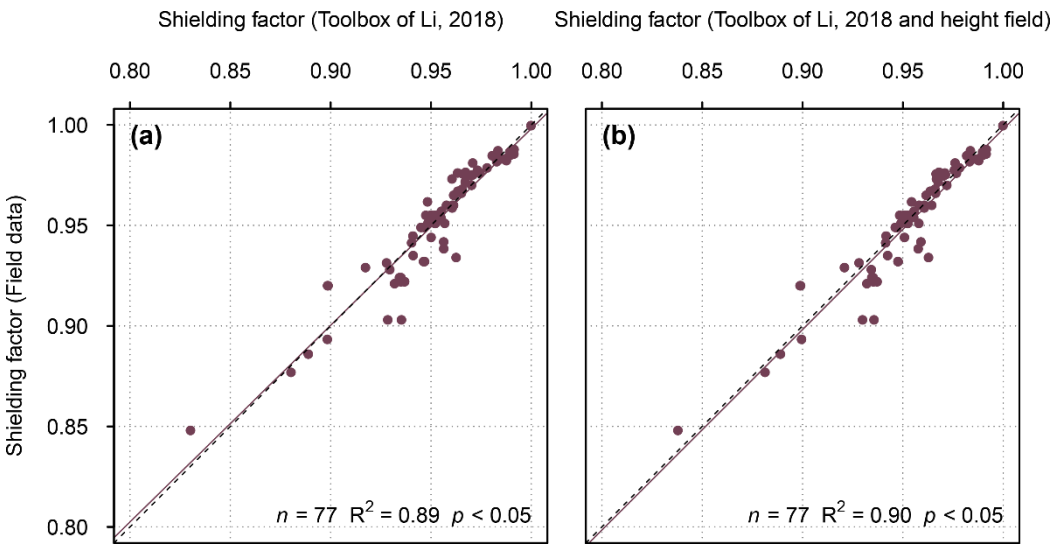 Shielding factor (Toolbox of Li, 2018)
Shielding factor (Toolbox of Li, 2018 and height field)
0.80 0.85 0.90 0.95 1.00
0.80 0.85 0.90 0.95 1.00
Shielding factor (Field data)
1.00
0.95
0.90
0.85
0.80
(a)
n = 77 R² = 0.89 p < 0.05
(b)
n = 77 R² = 0.90 p < 0.05